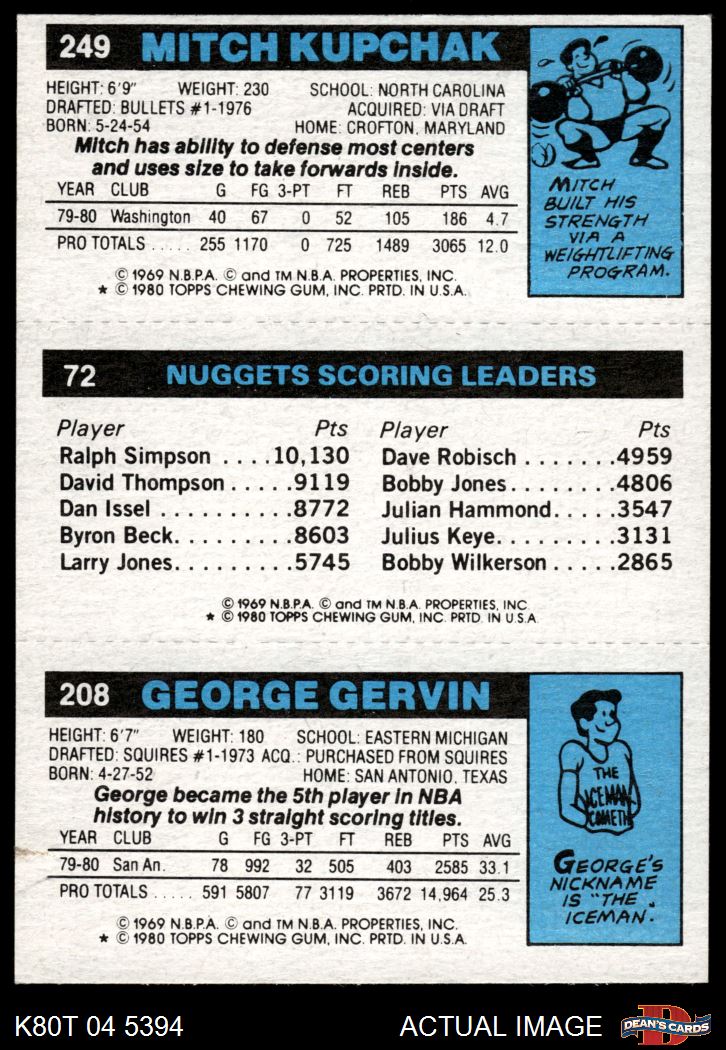 249 MITCH KUPCHAK
HEIGHT: 6'9" WEIGHT: 230 SCHOOL: NORTH CAROLINA
DRAFTED: BULLETS #1-1976 ACQUIRED: VIA DRAFT
BORN: 5-24-54 HOME: CROFTON, MARYLAND
Mitch has ability to defense most centers
and uses size to take forwards inside.
YEAR CLUB G FG 3-PT FT REB PTS AVG
79-80 Washington 40 67 0 52 105 186 4.7
PRO TOTALS ..... 255 1170 0 725 1489 3065 12.0
© 1969 N.B.P.A. © and TM N.B.A. PROPERTIES, INC.
★ © 1980 TOPPS CHEWING GUM, INC. PRTD. IN U.S.A.
MITCH
BUILT HIS
STRENGTH
VIA A
WEIGHTLIFTING
PROGRAM.
72 NUGGETS SCORING LEADERS
Player Pts Player Pts
Ralph Simpson ....10,130 Dave Robisch .......4959
David Thompson .....9119 Bobby Jones........4806
Dan Issel .........8772 Julian Hammond.....3547
Byron Beck.........8603 Julius Keye.........3131
Larry Jones.........5745 Bobby Wilkerson .....2865
© 1969 N.B.P.A. © and TM N.B.A. PROPERTIES, INC.
★ © 1980 TOPPS CHEWING GUM, INC. PRTD. IN U.S.A.
208 GEORGE GERVIN
HEIGHT: 6'7" WEIGHT: 180 SCHOOL: EASTERN MICHIGAN
DRAFTED: SQUIRES #1-1973 ACQ.: PURCHASED FROM SQUIRES
BORN: 4-27-52 HOME: SAN ANTONIO, TEXAS
George became the 5th player in NBA
history to win 3 straight scoring titles.
YEAR CLUB G FG 3-PT FT REB PTS AVG
79-80 San An. 78 992 32 505 403 2585 33.1
PRO TOTALS ..... 591 5807 77 3119 3672 14,964 25.3
© 1969 N.B.P.A. © and TM N.B.A. PROPERTIES, INC.
★ © 1980 TOPPS CHEWING GUM, INC. PRTD. IN U.S.A.
THE
ICEMAN
COMETH
GEORGE'S
NICKNAME
IS "THE
ICEMAN.
K80T 04 5394 ACTUAL IMAGE
D
DEAN'S CARDS